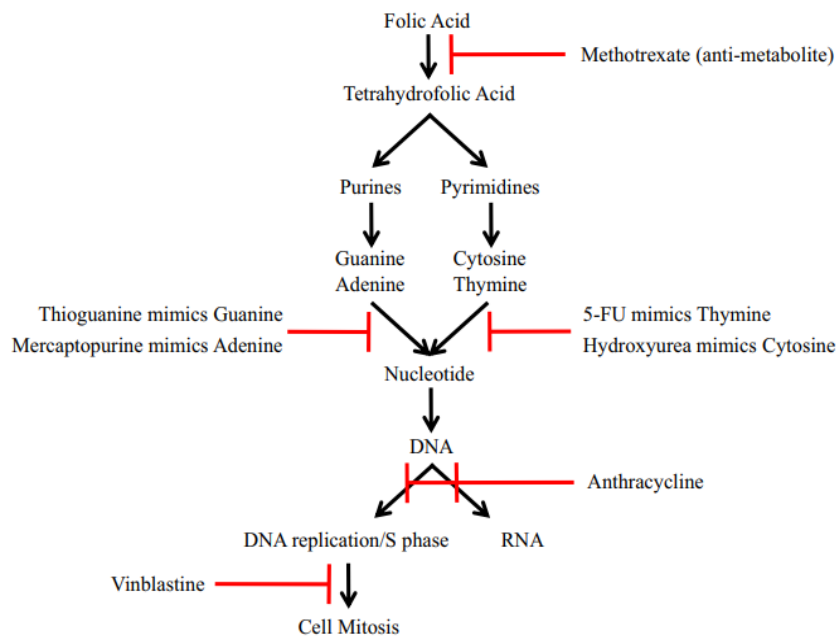 Folic Acid
Methotrexate (anti-metabolite)
Tetrahydrofolic Acid
Purines
Pyrimidines
Guanine
Adenine
Cytosine
Thymine
Thioguanine mimics Guanine
Mercaptopurine mimics Adenine
5-FU mimics Thymine
Hydroxyurea mimics Cytosine
Nucleotide
DNA
Anthracycline
DNA replication/S phase
RNA
Vinblastine
Cell Mitosis